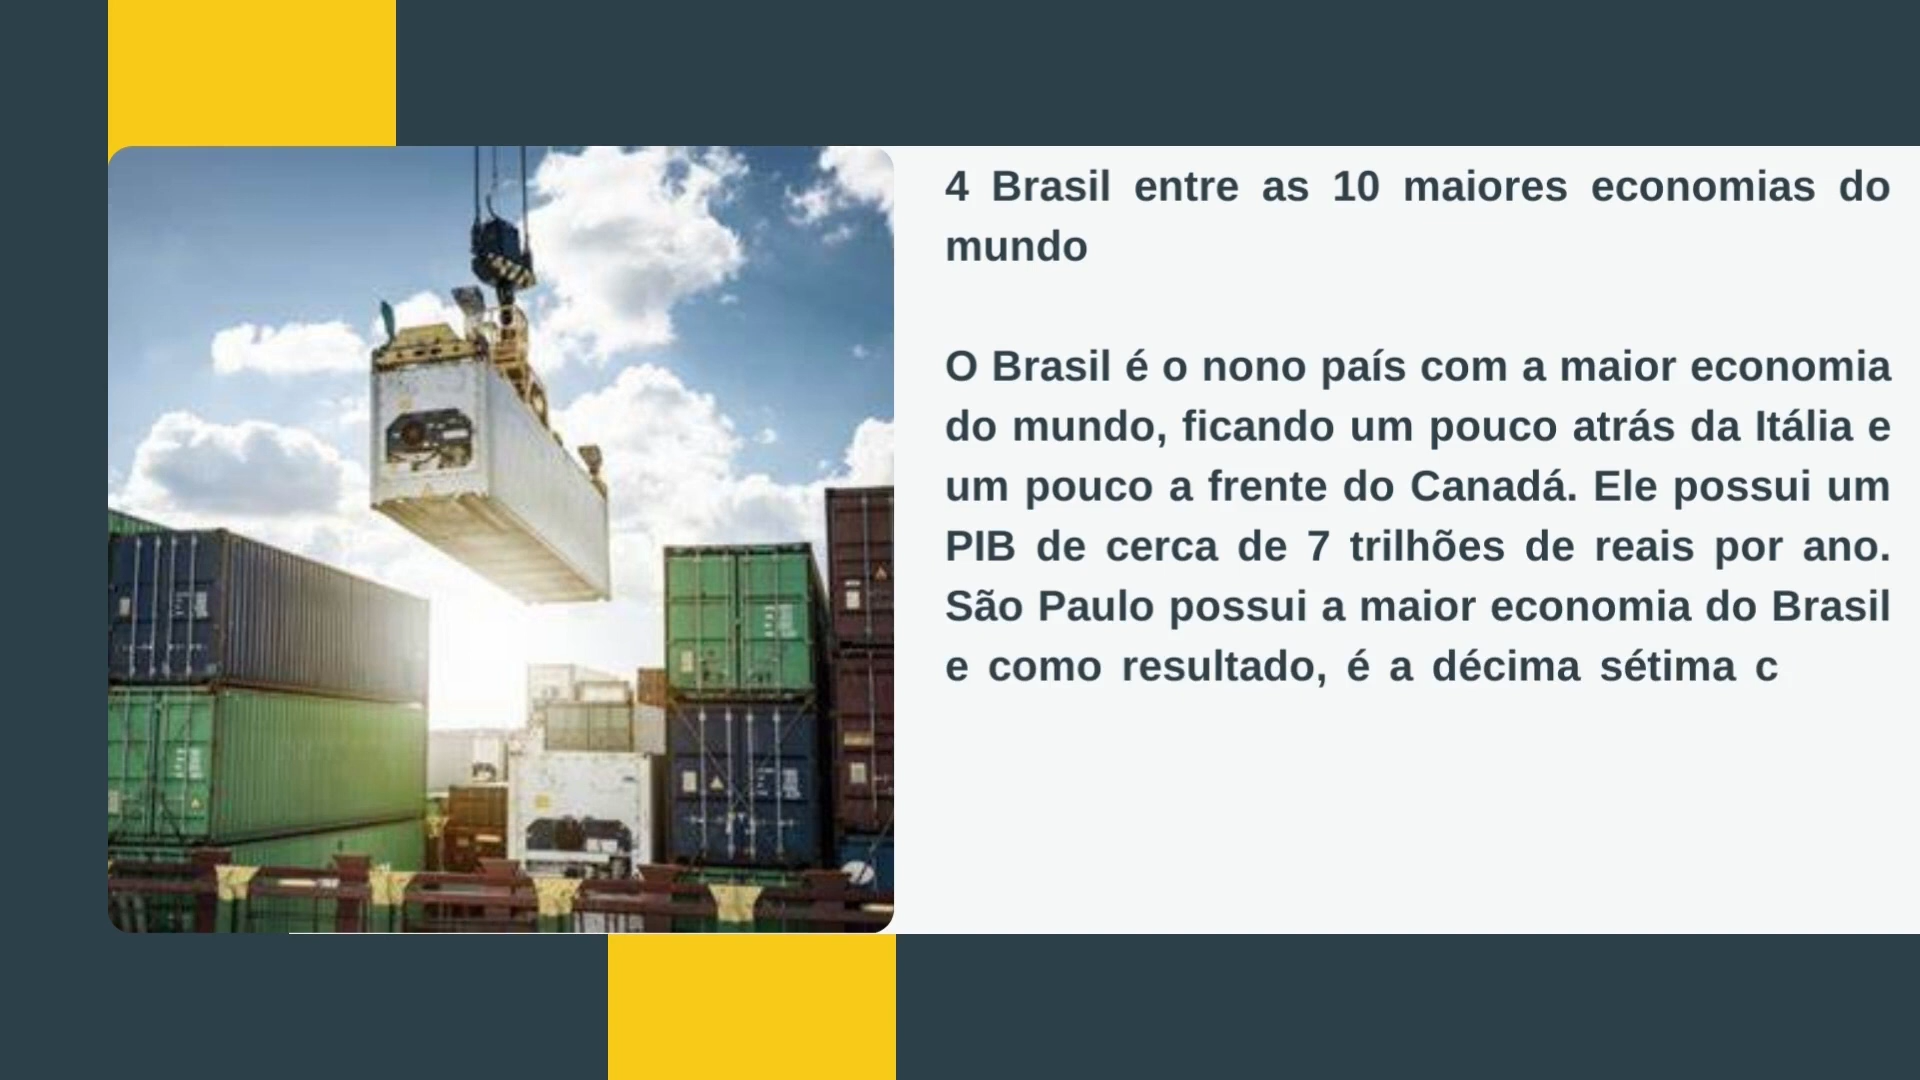 4 Brasil entre as 10 maiores economias do
mundo
O Brasil é o nono país com a maior economia
do mundo, ficando um pouco atrás da Itália e
um pouco a frente do Canadá. Ele possui um
PIB de cerca de 7 trilhões de reais por ano.
São Paulo possui a maior economia do Brasil
e como resultado, é a décima sétima c